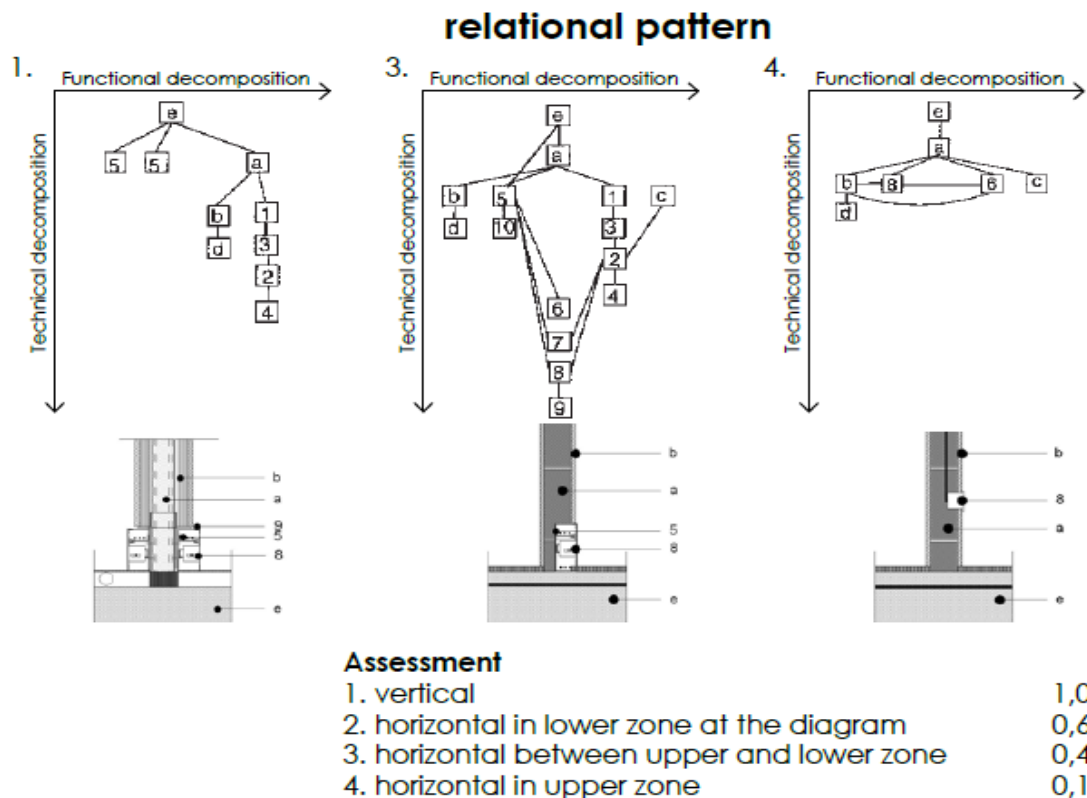 relational pattern
1.
Functional decomposition
Technical decomposition
e
5
5
a
b
1
d
3
2
4
b
a
9
5
8
e
3.
Functional decomposition
Technical decomposition
e
a
b
5
1
c
d
10
3
2
6
4
7
8
9
b
a
5
8
e
4.
Functional decomposition
Technical decomposition
e
a
b
8
6
c
d
b
8
a
e
Assessment
1. vertical 1,0
2. horizontal in lower zone at the diagram 0,6
3. horizontal between upper and lower zone 0,4
4. horizontal in upper zone 0,1